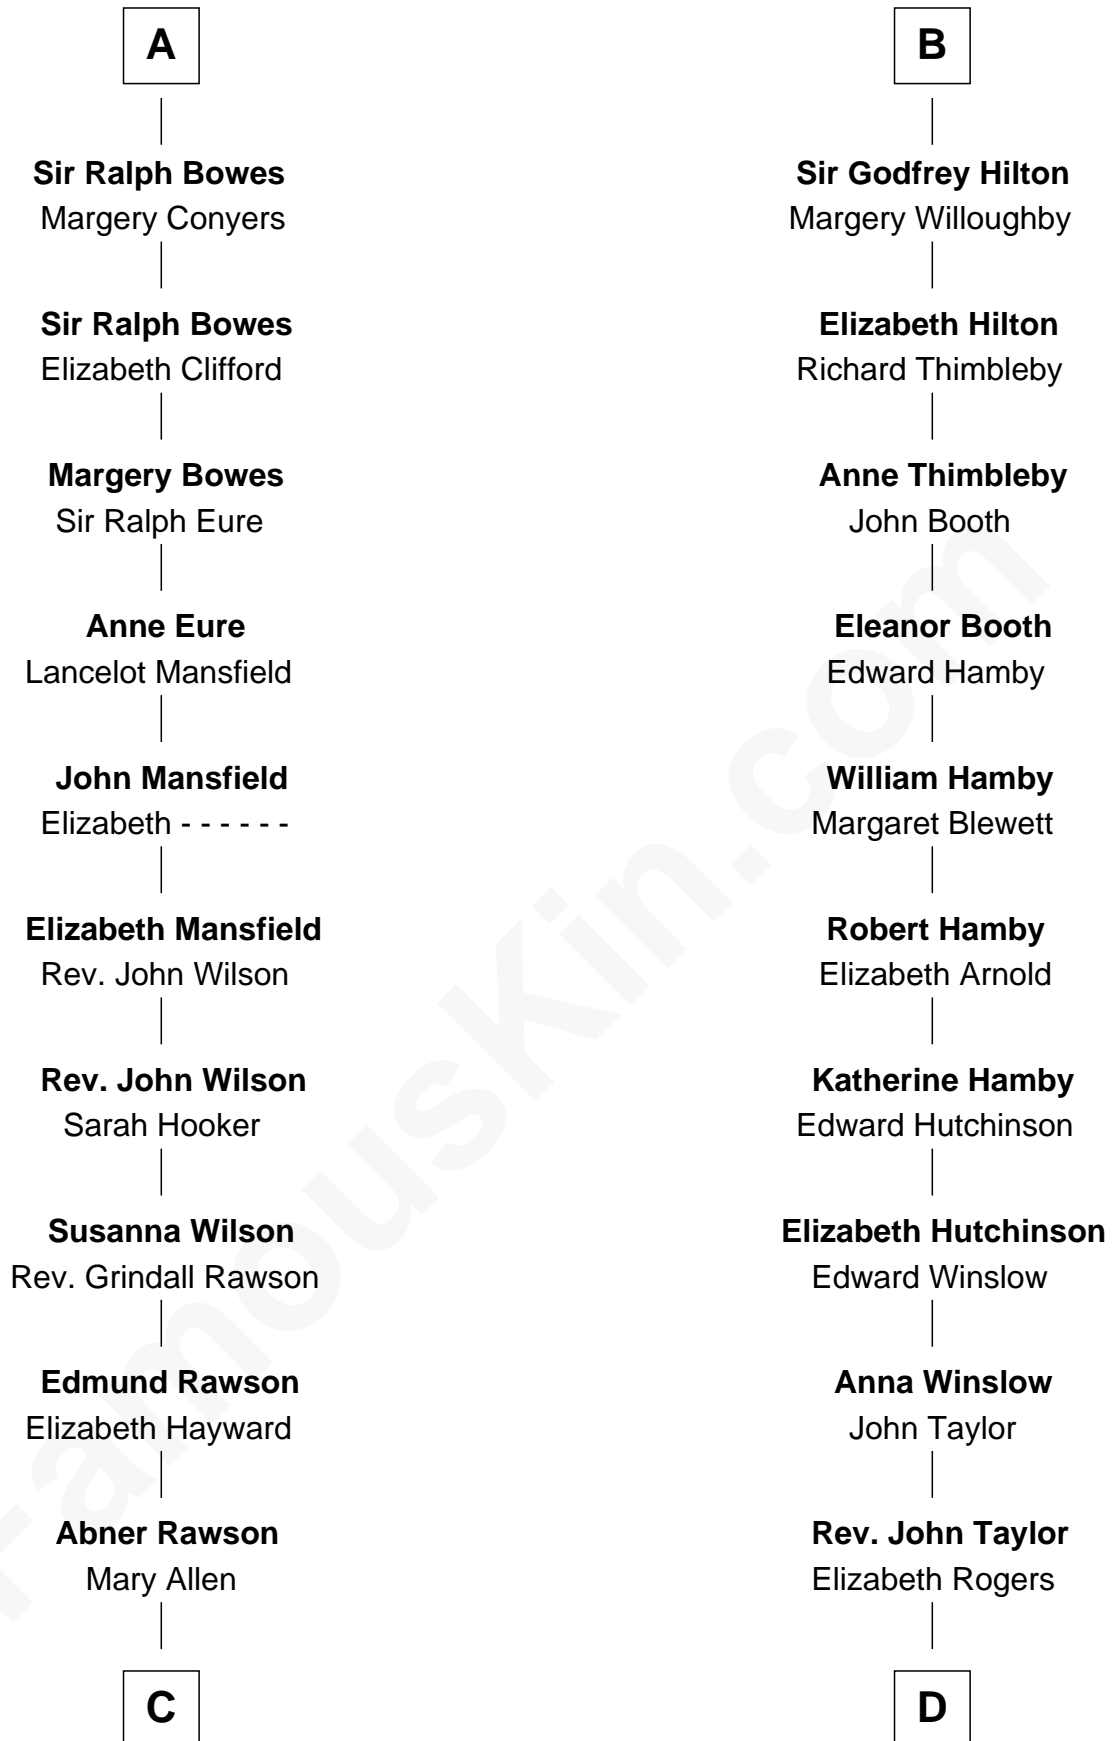 A
Sir Ralph Bowes
Margery Conyers
Sir Ralph Bowes
Elizabeth Clifford
Margery Bowes
Sir Ralph Eure
Anne Eure
Lancelot Mansfield
John Mansfield
Elizabeth - - - - - -
Elizabeth Mansfield
Rev. John Wilson
Rev. John Wilson
Sarah Hooker
Susanna Wilson
Rev. Grindall Rawson
Edmund Rawson
Elizabeth Hayward
Abner Rawson
Mary Allen
C
B
Sir Godfrey Hilton
Margery Willoughby
Elizabeth Hilton
Richard Thimbleby
Anne Thimbleby
John Booth
Eleanor Booth
Edward Hamby
William Hamby
Margaret Blewett
Robert Hamby
Elizabeth Arnold
Katherine Hamby
Edward Hutchinson
Elizabeth Hutchinson
Edward Winslow
Anna Winslow
John Taylor
Rev. John Taylor
Elizabeth Rogers
D
FamousKin.com